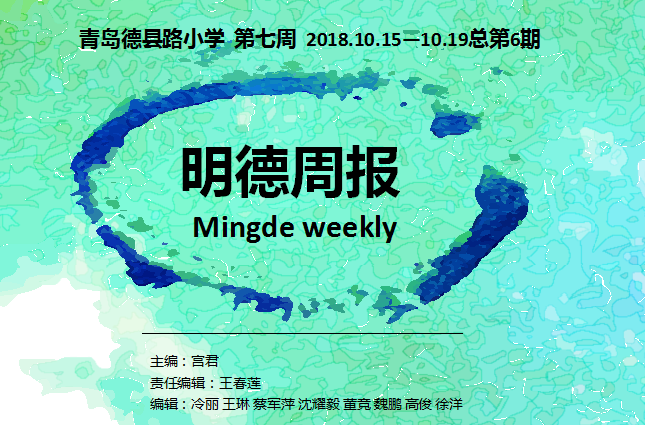 青岛德县路小学 第七周 2018.10.15—10.19总第6期
明德周报
Mingde weekly
主编：宫君
责任编辑：王春莲
编辑：冷丽 王琳 蔡军萍 沈耀毅 董竞 魏鹏 高俊 徐洋